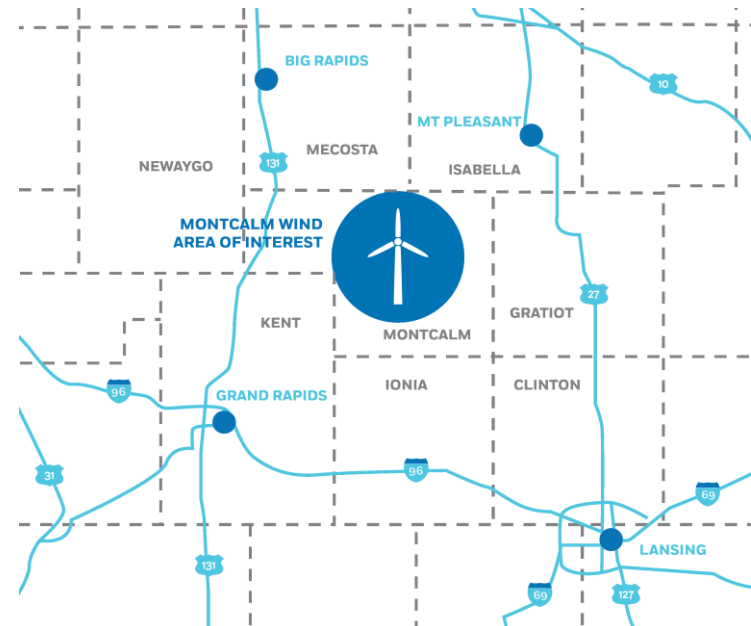 BIG RAPIDS
10
MT PLEASANT
MECOSTA
131
NEWAYGO
ISABELLA
MONTCALM WIND
AREA OF INTEREST
27
GRATIOT
KENT
MONTCALM
IONIA
CLINTON
96
GRAND RAPIDS
96
31
69
LANSING
131
69
127